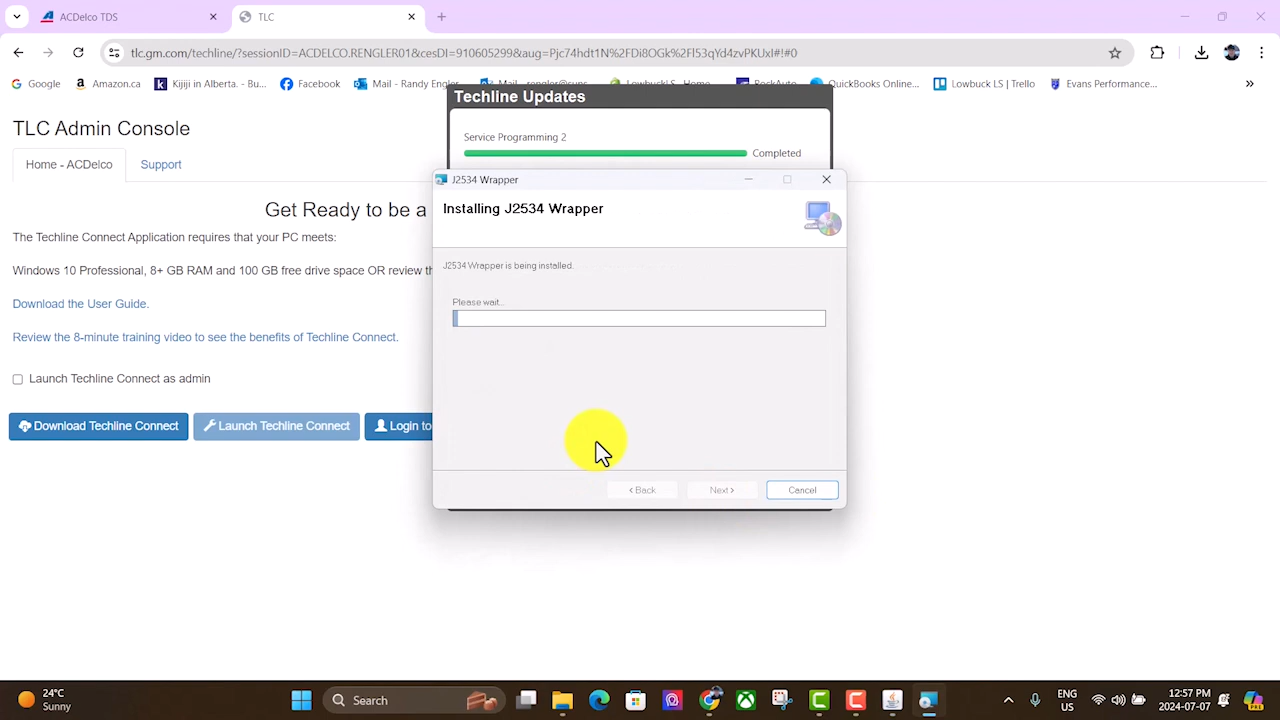 ACDelco TDS
TLC
tlc.gm.com/techline/?sessionID=ACDELCO.RENGLER01&cesDI=910605299&aug=Pjc74hdt1N%2FDi8OGk%2Fl53qYd4zvPKUxI#!#0
Google
Amazon.ca
Kijiji in Alberta. - Bu...
Facebook
Mail - Randy Engler...
QuickBooks Online...
Lowbuck LS | Trello
Evans Performance...
Techline Updates
TLC Admin Console
Service Programming 2
Completed
Home - ACDelco
Support
J2534 Wrapper
Get Ready to be a
Installing J2534 Wrapper
The Techline Connect Application requires that your PC meets:
Windows 10 Professional, 8+ GB RAM and 100 GB free drive space OR review th
J2534 Wrapper is being installed.
Download the User Guide.
Please wait...
Review the 8-minute training video to see the benefits of Techline Connect.
Launch Techline Connect as admin
Download Techline Connect
Launch Techline Connect
Login to
< Back
Next >
Cancel
24°C
Sunny
Search
ENG
US
12:57 PM
2024-07-07